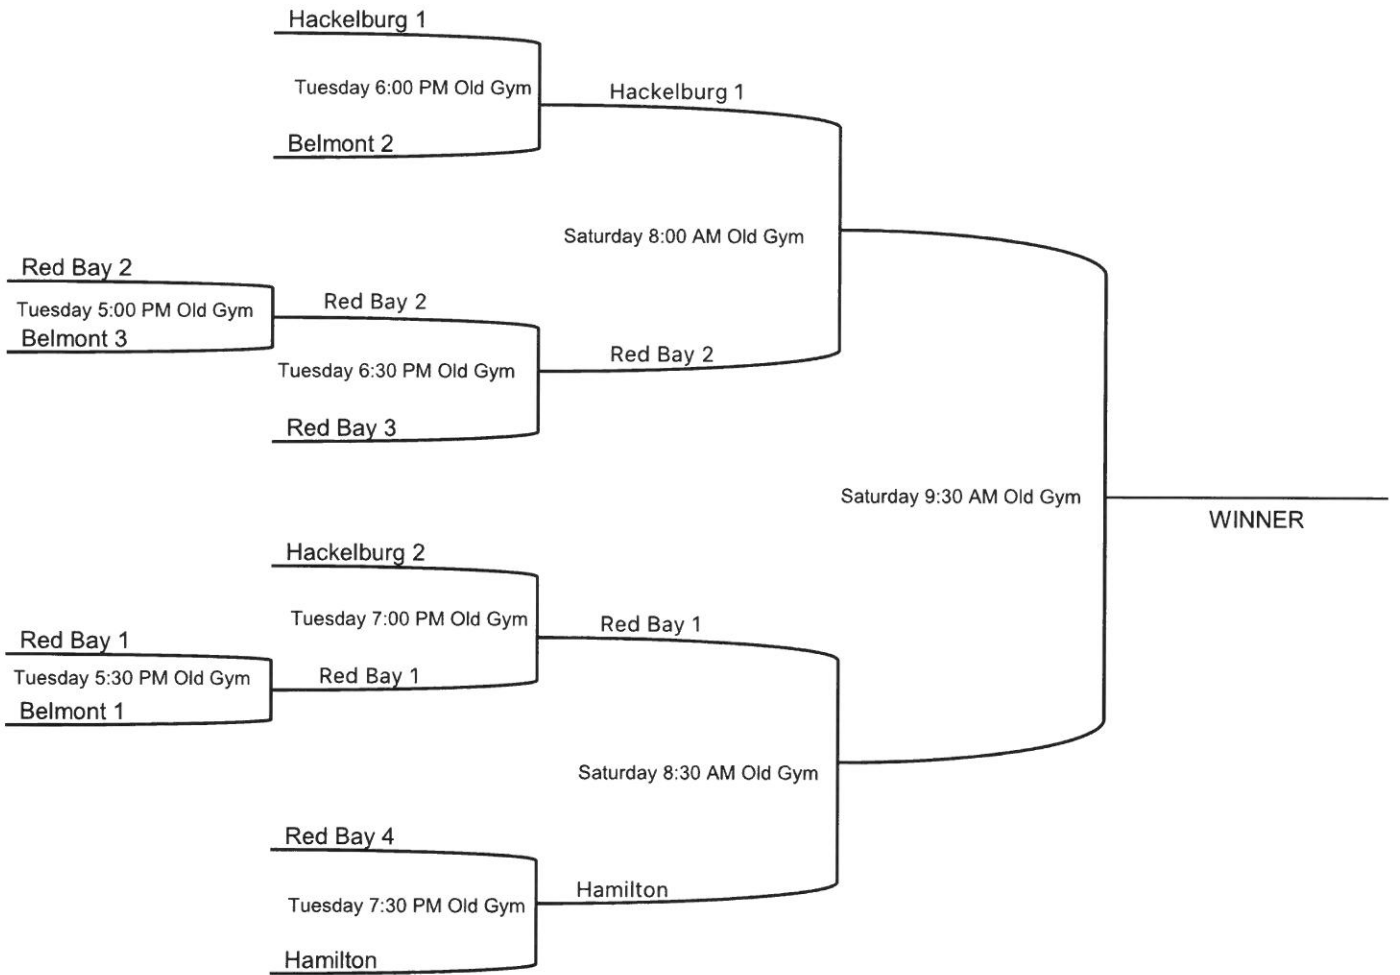 Hackelburg 1
Tuesday 6:00 PM Old Gym
Hackelburg 1
Belmont 2
Saturday 8:00 AM Old Gym
Red Bay 2
Tuesday 5:00 PM Old Gym
Red Bay 2
Belmont 3
Red Bay 2
Tuesday 6:30 PM Old Gym
Red Bay 3
Saturday 9:30 AM Old Gym
WINNER
Hackelburg 2
Tuesday 7:00 PM Old Gym
Red Bay 1
Red Bay 1
Tuesday 5:30 PM Old Gym
Red Bay 1
Belmont 1
Saturday 8:30 AM Old Gym
Red Bay 4
Tuesday 7:30 PM Old Gym
Hamilton
Hamilton